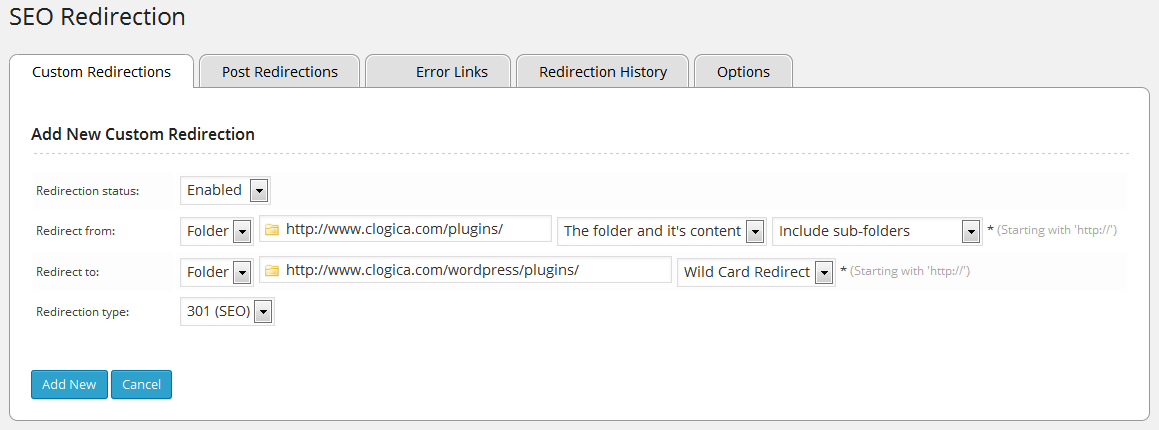 SEO Redirection
Custom Redirections Post Redirections Error Links Redirection History Options
Add New Custom Redirection
Redirection status: Enabled
Redirect from: Folder http://www.clogica.com/plugins/ The folder and it's content Include sub-folders * (Starting with 'http://')
Redirect to: Folder http://www.clogica.com/wordpress/plugins/ Wild Card Redirect * (Starting with 'http://')
Redirection type: 301 (SEO)
Add New Cancel